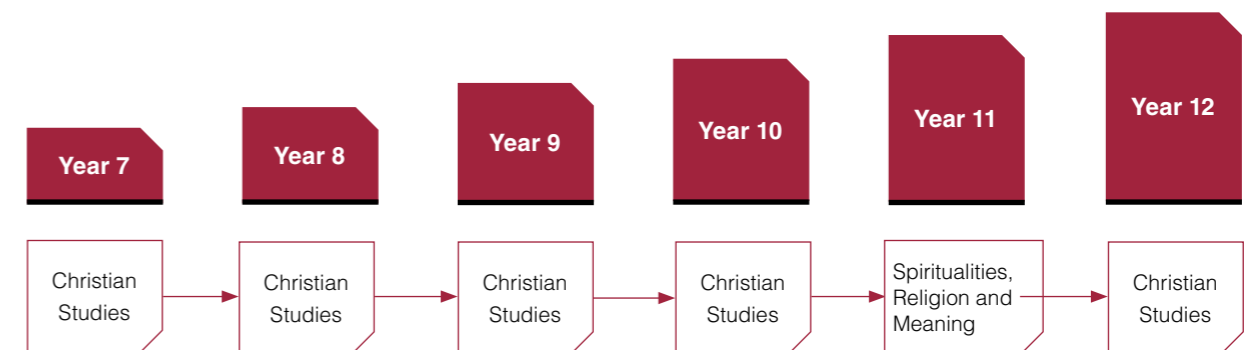 Year 7
Year 8
Year 9
Year 10
Year 11
Year 12
Christian
Studies
Christian
Studies
Christian
Studies
Christian
Studies
Spiritualities,
Religion and
Meaning
Christian
Studies